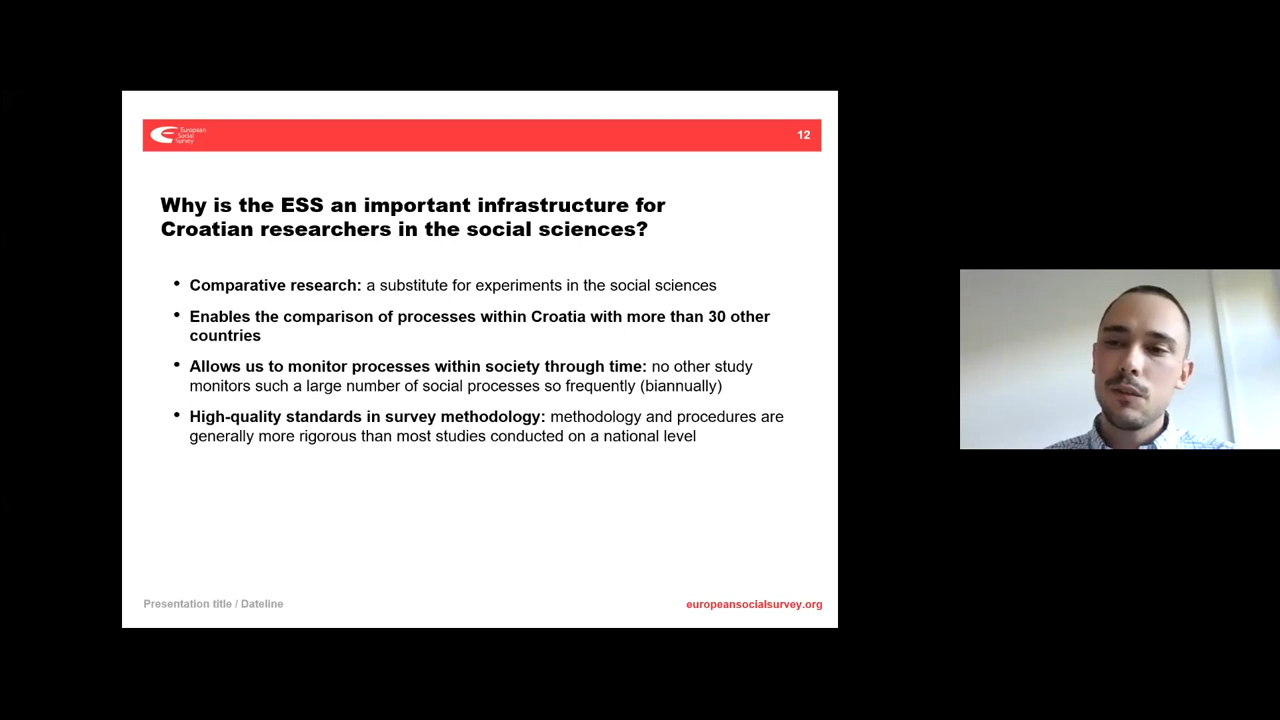 European
Social
Survey
12
Why is the ESS an important infrastructure for
Croatian researchers in the social sciences?
• Comparative research: a substitute for experiments in the social sciences
• Enables the comparison of processes within Croatia with more than 30 other
countries
• Allows us to monitor processes within society through time: no other study
monitors such a large number of social processes so frequently (biannually)
• High-quality standards in survey methodology: methodology and procedures are
generally more rigorous than most studies conducted on a national level
Presentation title / Dateline
europeansocialsurvey.org